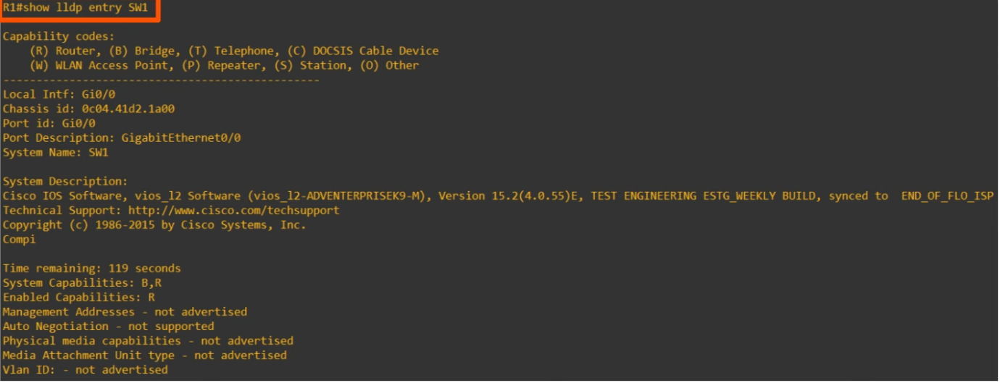 R1#show lldp entry SW1
Capability codes:
(R) Router, (B) Bridge, (T) Telephone, (C) DOCSIS Cable Device
(W) WLAN Access Point, (P) Repeater, (S) Station, (O) Other
------------------------------------------------
Local Intf: Gi0/0
Chassis id: 0c04.41d2.1a00
Port id: Gi0/0
Port Description: GigabitEthernet0/0
System Name: SW1
System Description:
Cisco IOS Software, vios_l2 Software (vios_l2-ADVENTERPRISEK9-M), Version 15.2(4.0.55)E, TEST ENGINEERING ESTG_WEEKLY BUILD, synced to  END_OF_FLO_ISP
Technical Support: http://www.cisco.com/techsupport
Copyright (c) 1986-2015 by Cisco Systems, Inc.
Compi
Time remaining: 119 seconds
System Capabilities: B,R
Enabled Capabilities: R
Management Addresses - not advertised
Auto Negotiation - not supported
Physical media capabilities - not advertised
Media Attachment Unit type - not advertised
Vlan ID: - not advertised